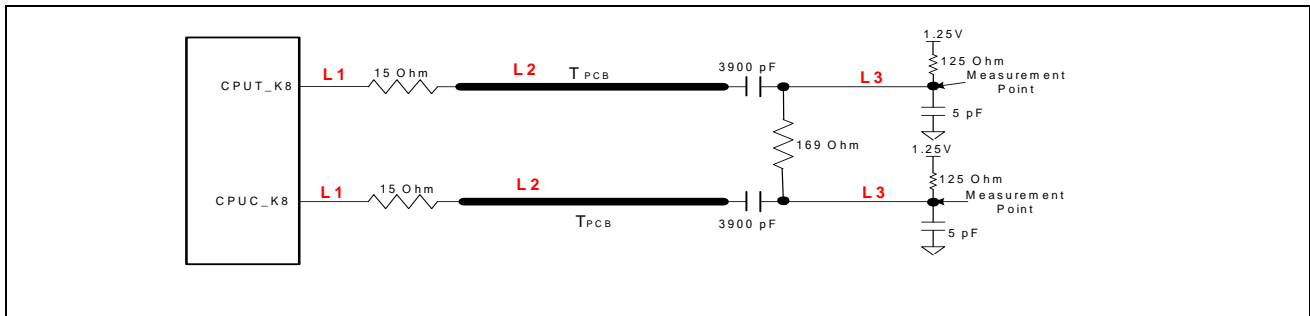 1.25V
125 Ohm
Measurement
Point
3900 pF
L1
15 Ohm
L2
TPCB
L3
CPUT_K8
5 pF
169 Ohm
1.25V
125 Ohm
Measurement
Point
L1
15 Ohm
L2
L3
CPUC_K8
TPCB
3900 pF
5 pF